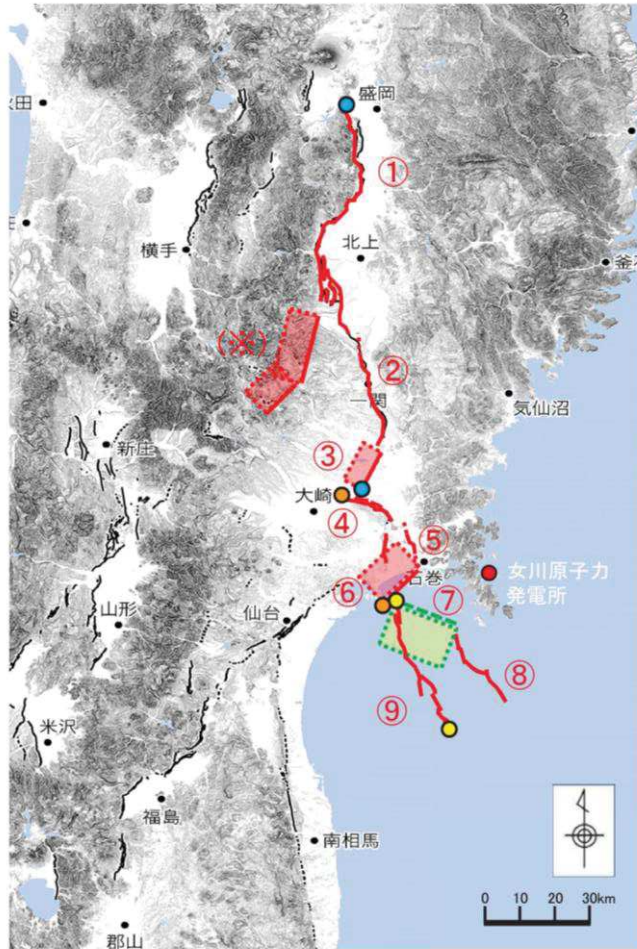 盛岡
①
北上
横手
釜石
(※)
②
一関
気仙沼
新庄
③
大崎
④
⑤
石巻
⑥
⑦
女川原子力
発電所
仙台
山形
⑧
⑨
米沢
福島
南相馬
郡山
0 10 20 30km